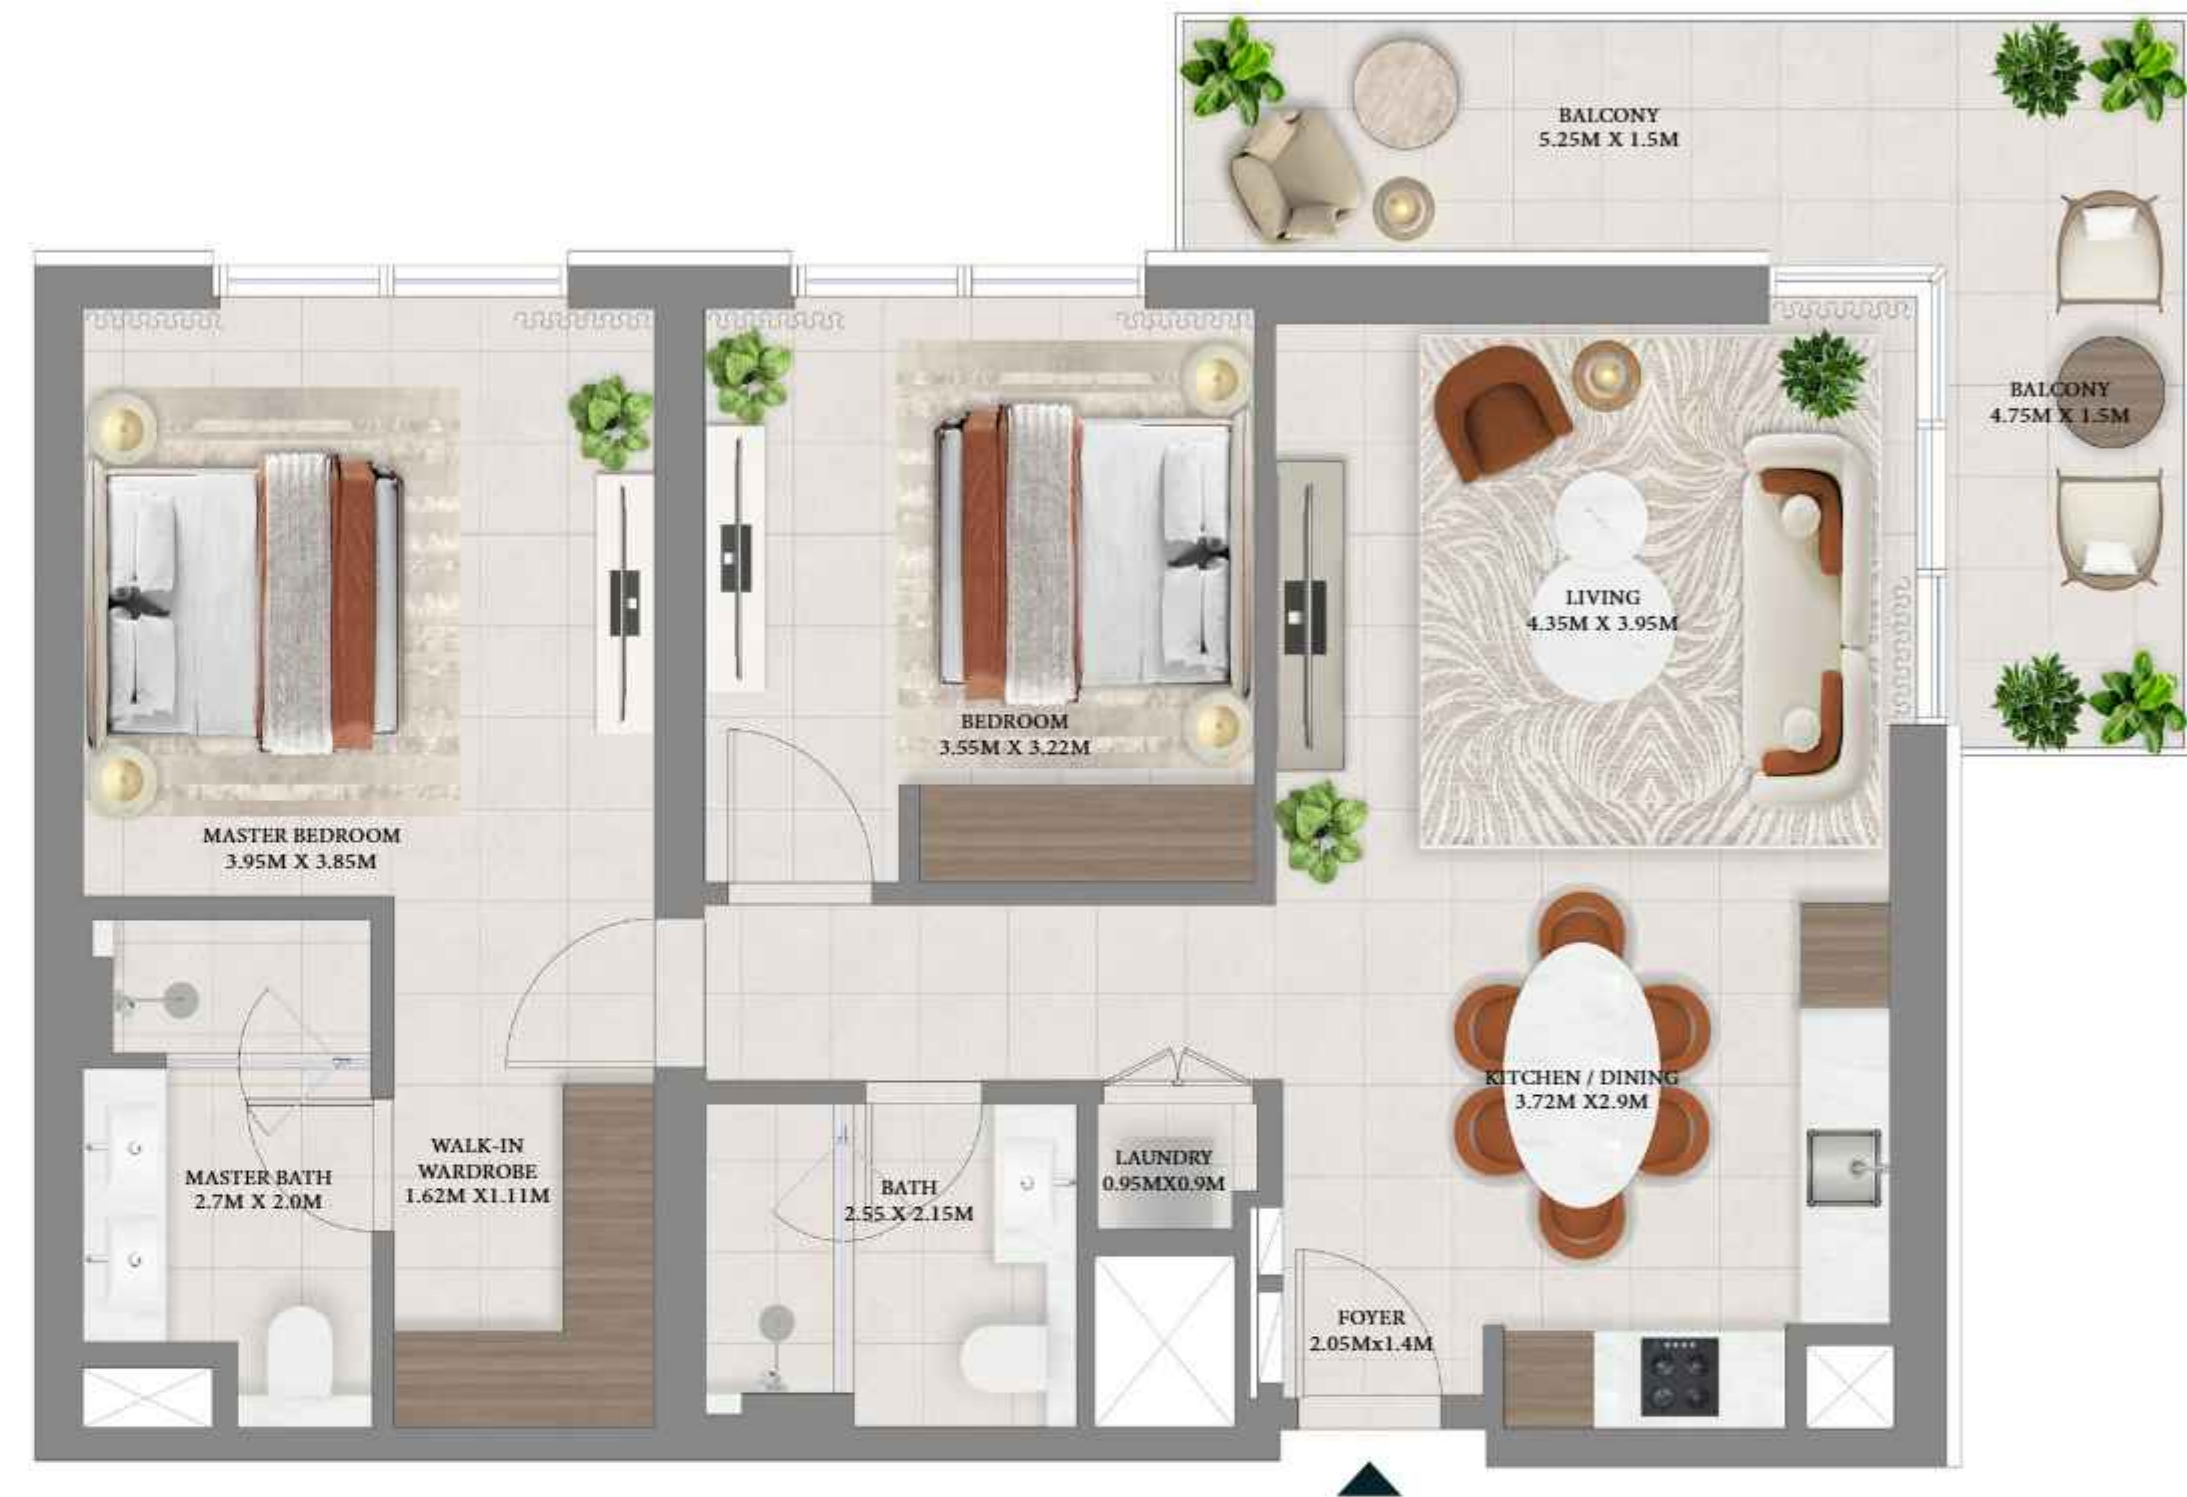 BALCONY
5.25M X 1.5M
BALCONY
4.75M X 1.5M
LIVING
4.35M X 3.95M
BEDROOM
3.55M X 3.22M
MASTER BEDROOM
3.95M X 3.85M
KITCHEN / DINING
3.72M X2.9M
WALK-IN
WARDROBE
1.62M X1.11M
MASTER BATH
2.7M X 2.0M
BATH
2.55 X 2.15M
LAUNDRY
0.95MX0.9M
FOYER
2.05Mx1.4M